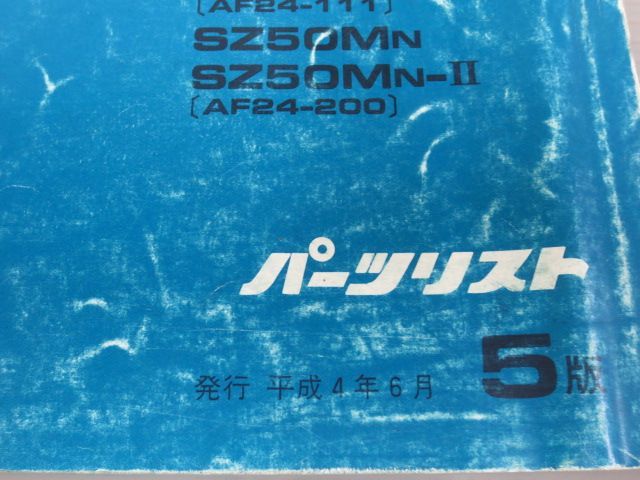 [AF24-111]
SZ50MN
SZ50MN-II
[AF24-200]
パーツリスト
発行 平成4年6月 5版